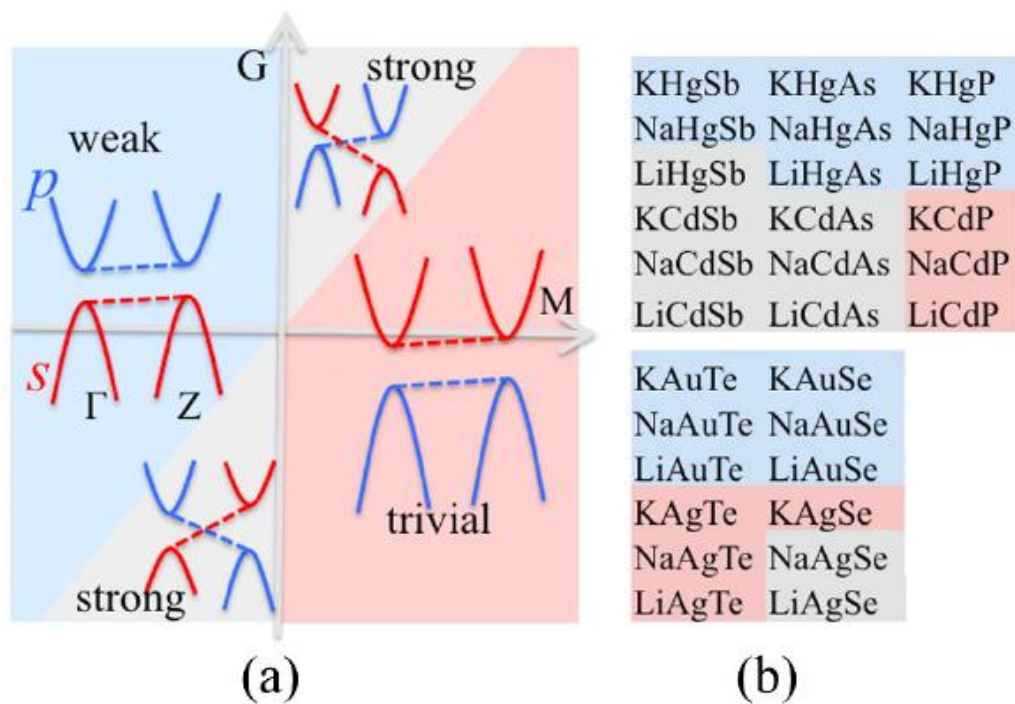 G
strong
weak
p
M
s
Γ
Z
trivial
strong
(a)
KHgSb KHgAs KHgP
NaHgSb NaHgAs NaHgP
LiHgSb LiHgAs LiHgP
KCdSb KCdAs KCdP
NaCdSb NaCdAs NaCdP
LiCdSb LiCdAs LiCdP
KAuTe KAuSe
NaAuTe NaAuSe
LiAuTe LiAuSe
KAgTe KAgSe
NaAgTe NaAgSe
LiAgTe LiAgSe
(b)